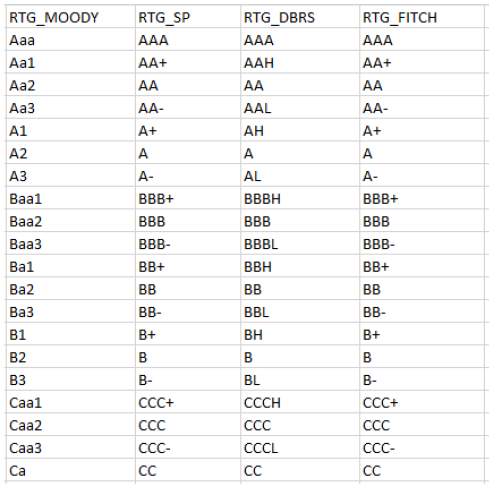 RTG_MOODY RTG_SP RTG_DBRS RTG_FITCH
Aaa AAA AAA AAA
Aa1 AA+ AAH AA+
Aa2 AA AA AA
Aa3 AA- AAL AA-
A1 A+ AH A+
A2 A A A
A3 A- AL A-
Baa1 BBB+ BBBH BBB+
Baa2 BBB BBB BBB
Baa3 BBB- BBBL BBB-
Ba1 BB+ BBH BB+
Ba2 BB BB BB
Ba3 BB- BBL BB-
B1 B+ BH B+
B2 B B B
B3 B- BL B-
Caa1 CCC+ CCCH CCC+
Caa2 CCC CCC CCC
Caa3 CCC- CCCL CCC-
Ca CC CC CC